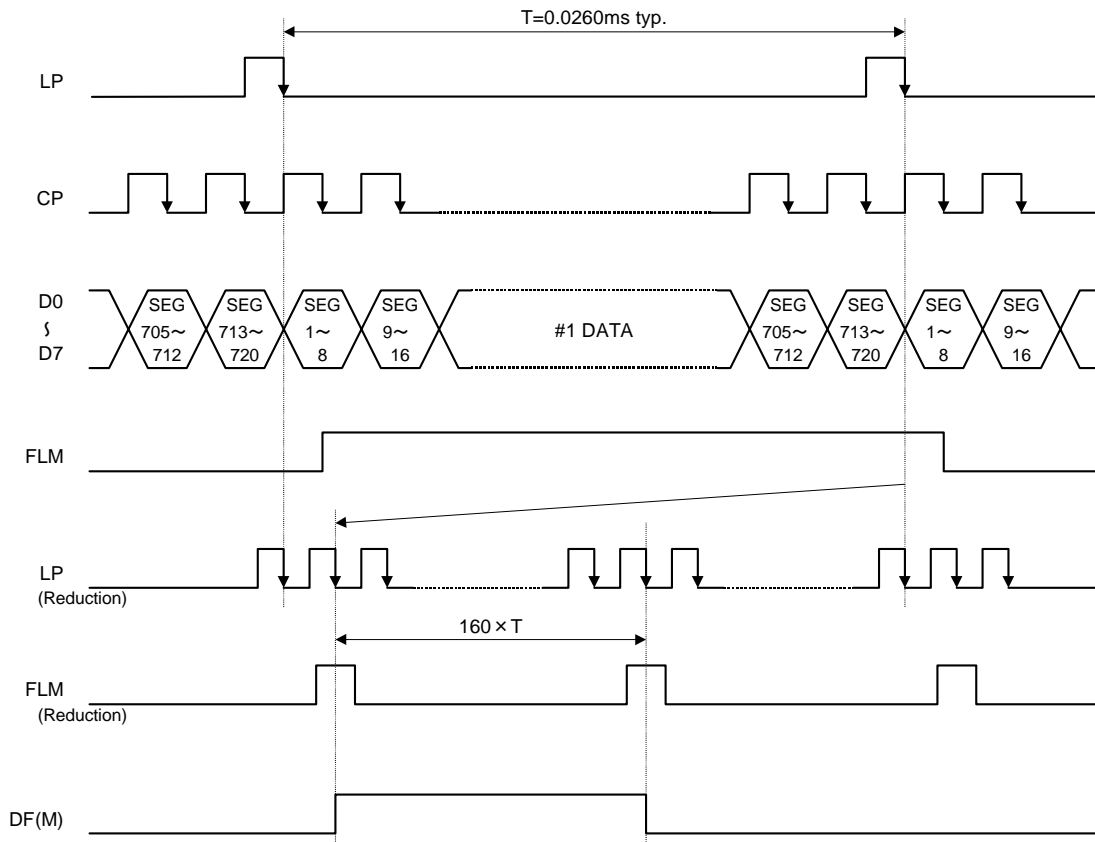 T=0.0260ms typ.
LP
CP
D0
∫
D7
SEG
705～
712
SEG
713～
720
SEG
1～
8
SEG
9～
16
#1 DATA
SEG
705～
712
SEG
713～
720
SEG
1～
8
SEG
9～
16
FLM
LP
(Reduction)
160×T
FLM
(Reduction)
DF(M)